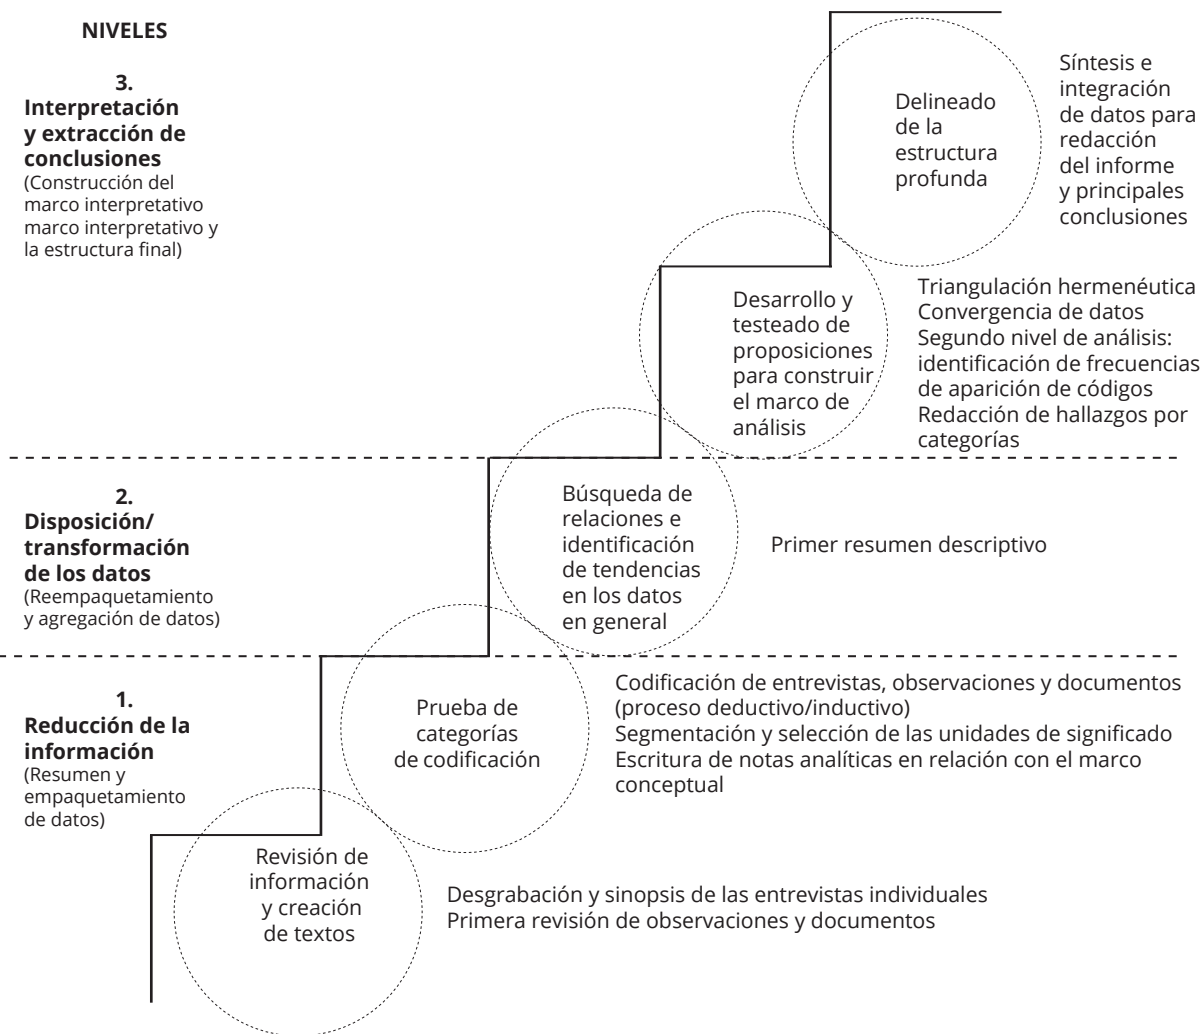 NIVELES
3.
Interpretación
y extracción de
conclusiones
(Construcción del
marco interpretativo
marco interpretativo y
la estructura final)
Delineado
de la
estructura
profunda
Síntesis e
integración
de datos para
redacción
del informe
y principales
conclusiones
Desarrollo y
testeado de
proposiciones
para construir
el marco de
análisis
Triangulación hermenéutica
Convergencia de datos
Segundo nivel de análisis:
identificación de frecuencias
de aparición de códigos
Redacción de hallazgos por
categorías
2.
Disposición/
transformación
de los datos
(Reempaquetamiento
y agregación de datos)
Búsqueda de
relaciones e
identificación
de tendencias
en los datos
en general
Primer resumen descriptivo
1.
Reducción de la
información
(Resumen y
empaquetamiento
de datos)
Prueba de
categorías
de codificación
Codificación de entrevistas, observaciones y documentos
(proceso deductivo/inductivo)
Segmentación y selección de las unidades de significado
Escritura de notas analíticas en relación con el marco
conceptual
Revisión de
información
y creación
de textos
Desgrabación y sinopsis de las entrevistas individuales
Primera revisión de observaciones y documentos